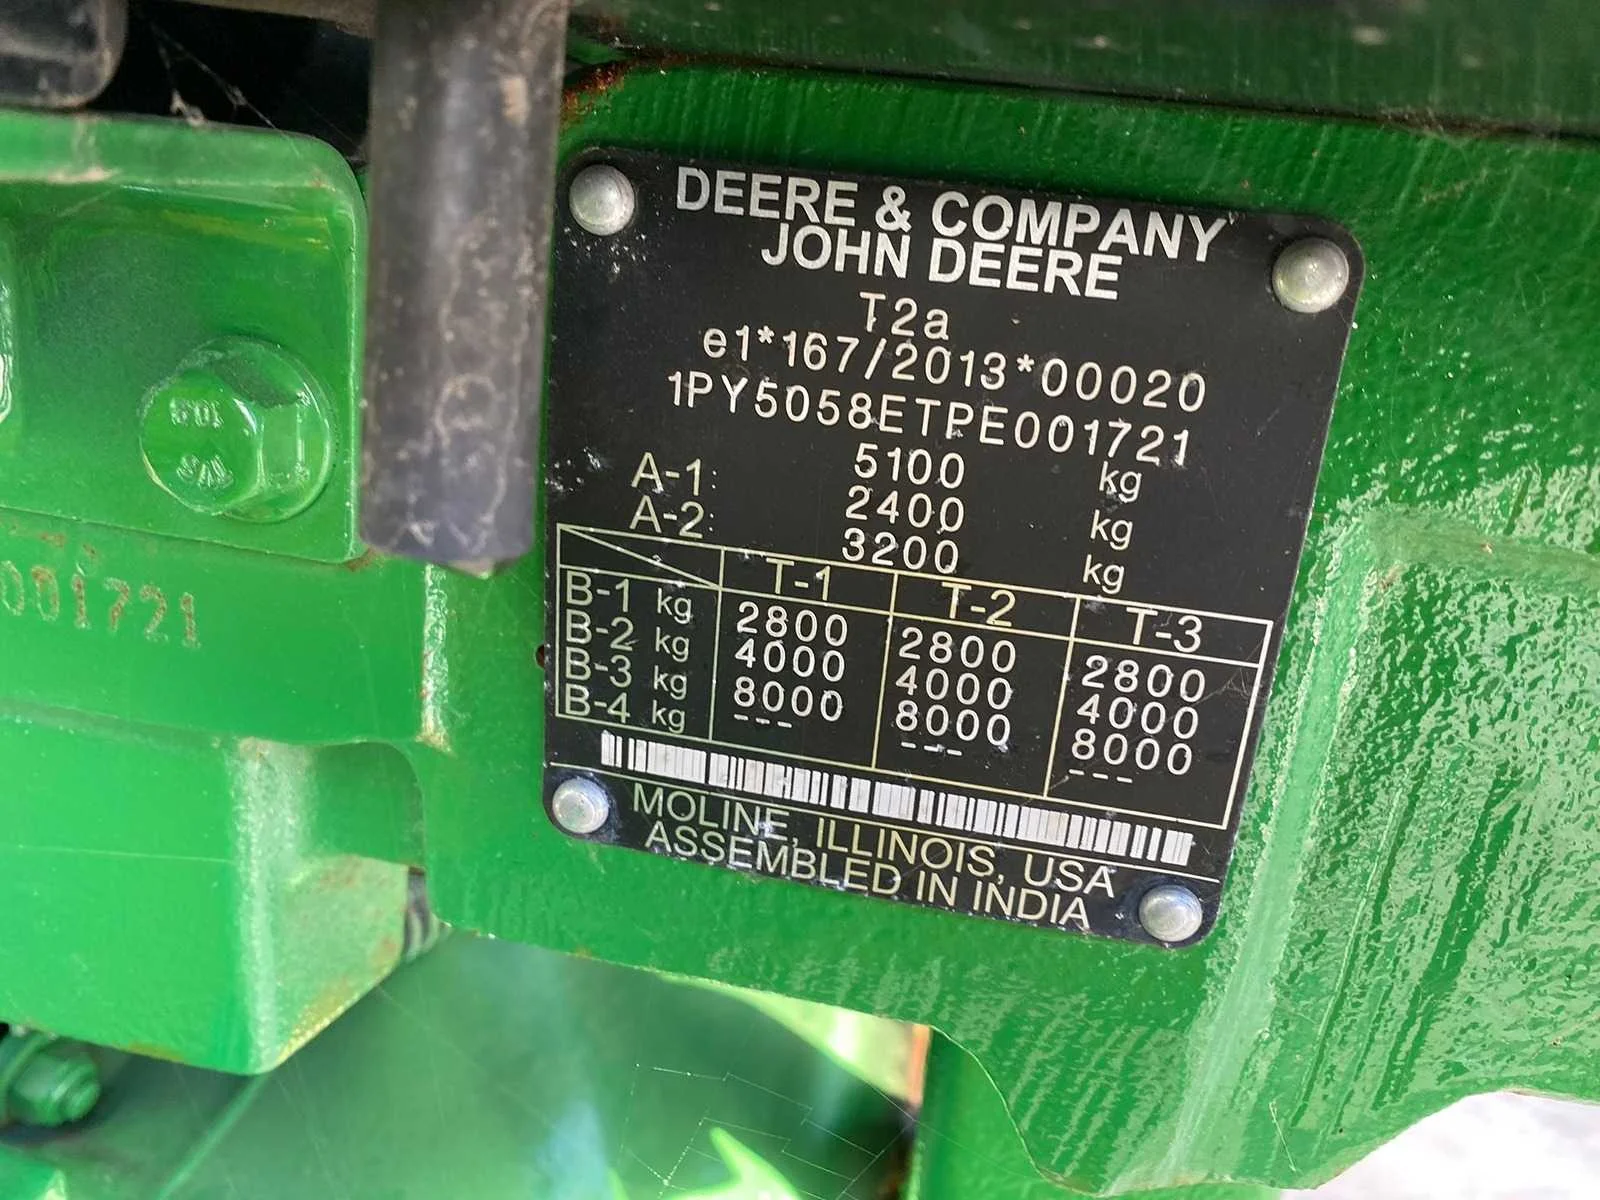 DEERE & COMPANY
JOHN DEERE
T2a
e1*167/2013*00020
1PY5058ETPE001721
5100 kg
A-1: 2400 kg
A-2: 3200 kg
T-1 T-2 T-3
B-1 kg 2800 2800 2800
B-2 kg 4000 4000 4000
B-3 kg 8000 8000 8000
B-4 kg --- --- ---
MOLINE, ILLINOIS, USA
ASSEMBLED IN INDIA
001721
10.9